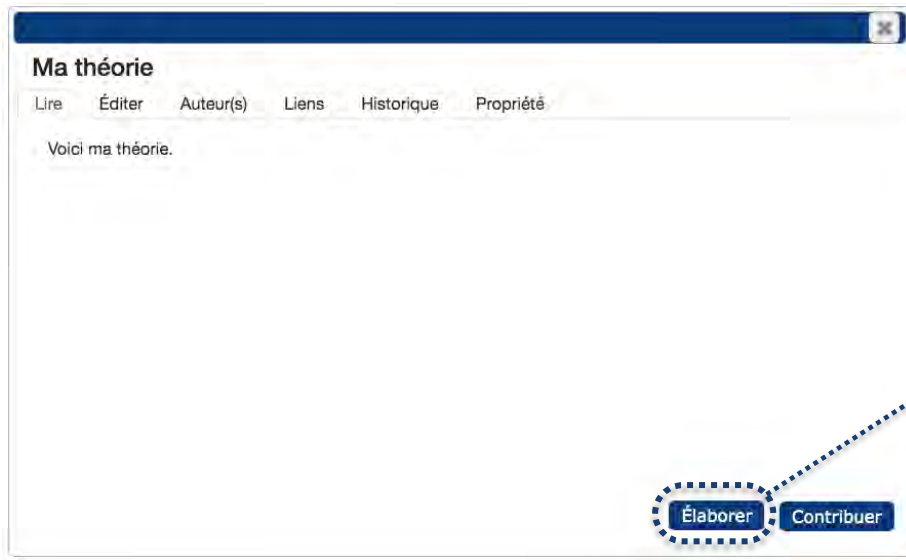 Ma théorie
Lire Éditer Auteur(s) Liens Historique Propriété
Voici ma théorie.
Élaborer Contribuer